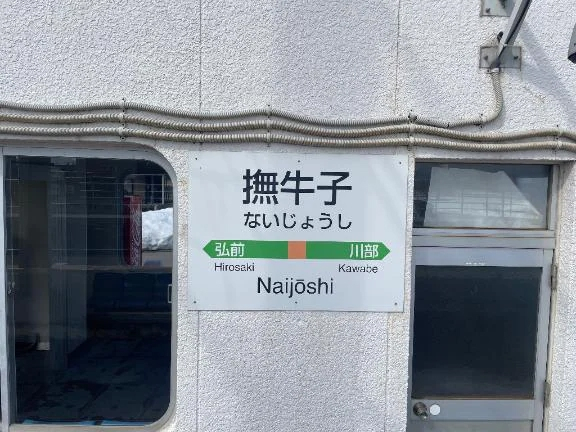 撫牛子
ないじょうし
弘前 川部
Hirosaki Kawabe
Naijōshi